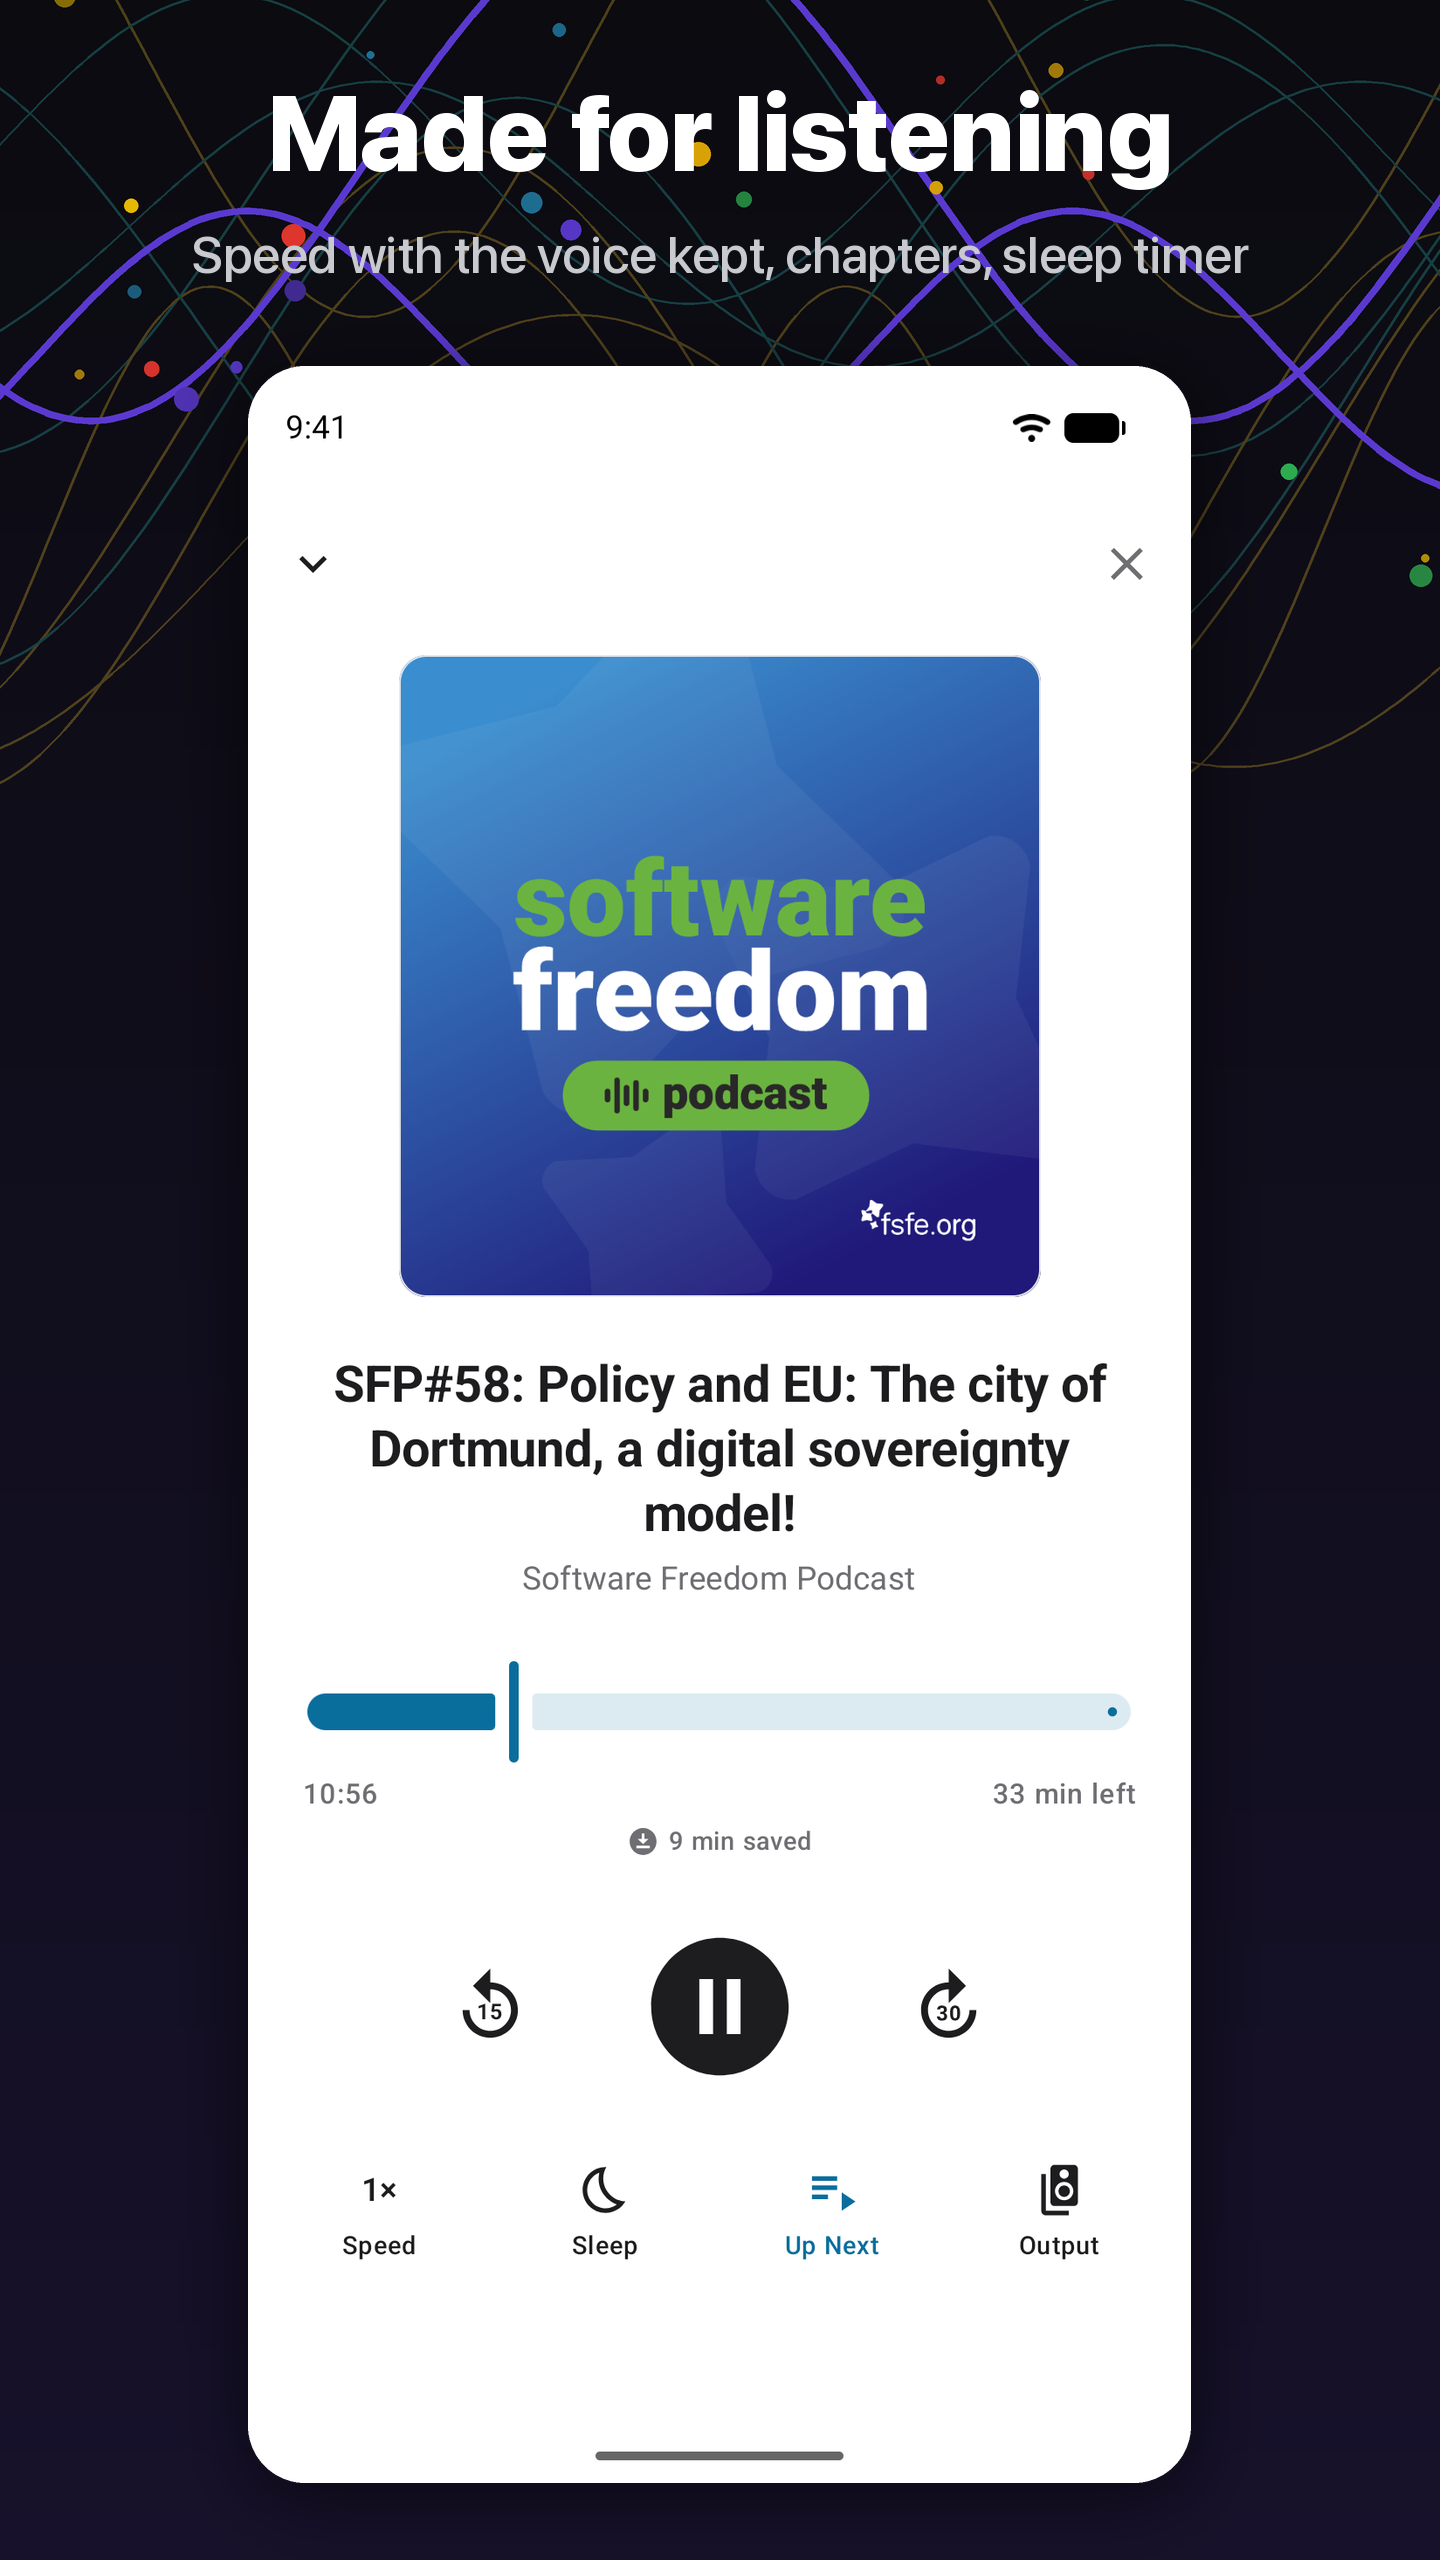 Made for listening
Speed with the voice kept, chapters, sleep timer
9:41
software
freedom
podcast
fsfe.org
SFP#58: Policy and EU: The city of
Dortmund, a digital sovereignty
model!
Software Freedom Podcast
10:56
33 min left
9 min saved
15
30
1×
Speed
Sleep
Up Next
Output